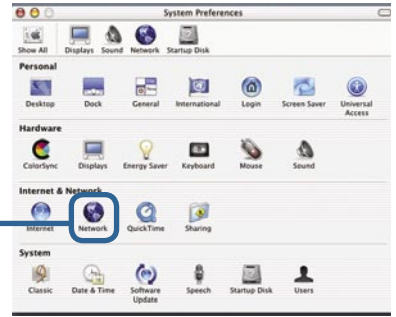 System Preferences
Show All Displays Sound Network Startup Disk
Personal
Desktop Dock General International Login Screen Saver Universal Access
Hardware
ColorSync Displays Energy Saver Keyboard Mouse Sound
Internet & Network
Internet Network QuickTime Sharing
System
Classic Date & Time Software Update Speech Startup Disk Users